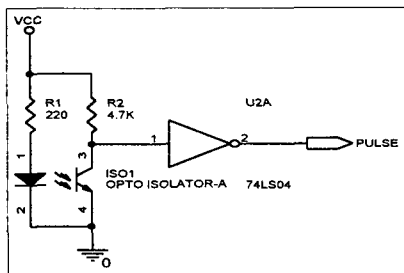 VCC
R1
220
R2
4.7K
U2A
1
2
PULSE
1
3
ISO1
OPTO ISOLATOR-A
74LS04
2
4
0